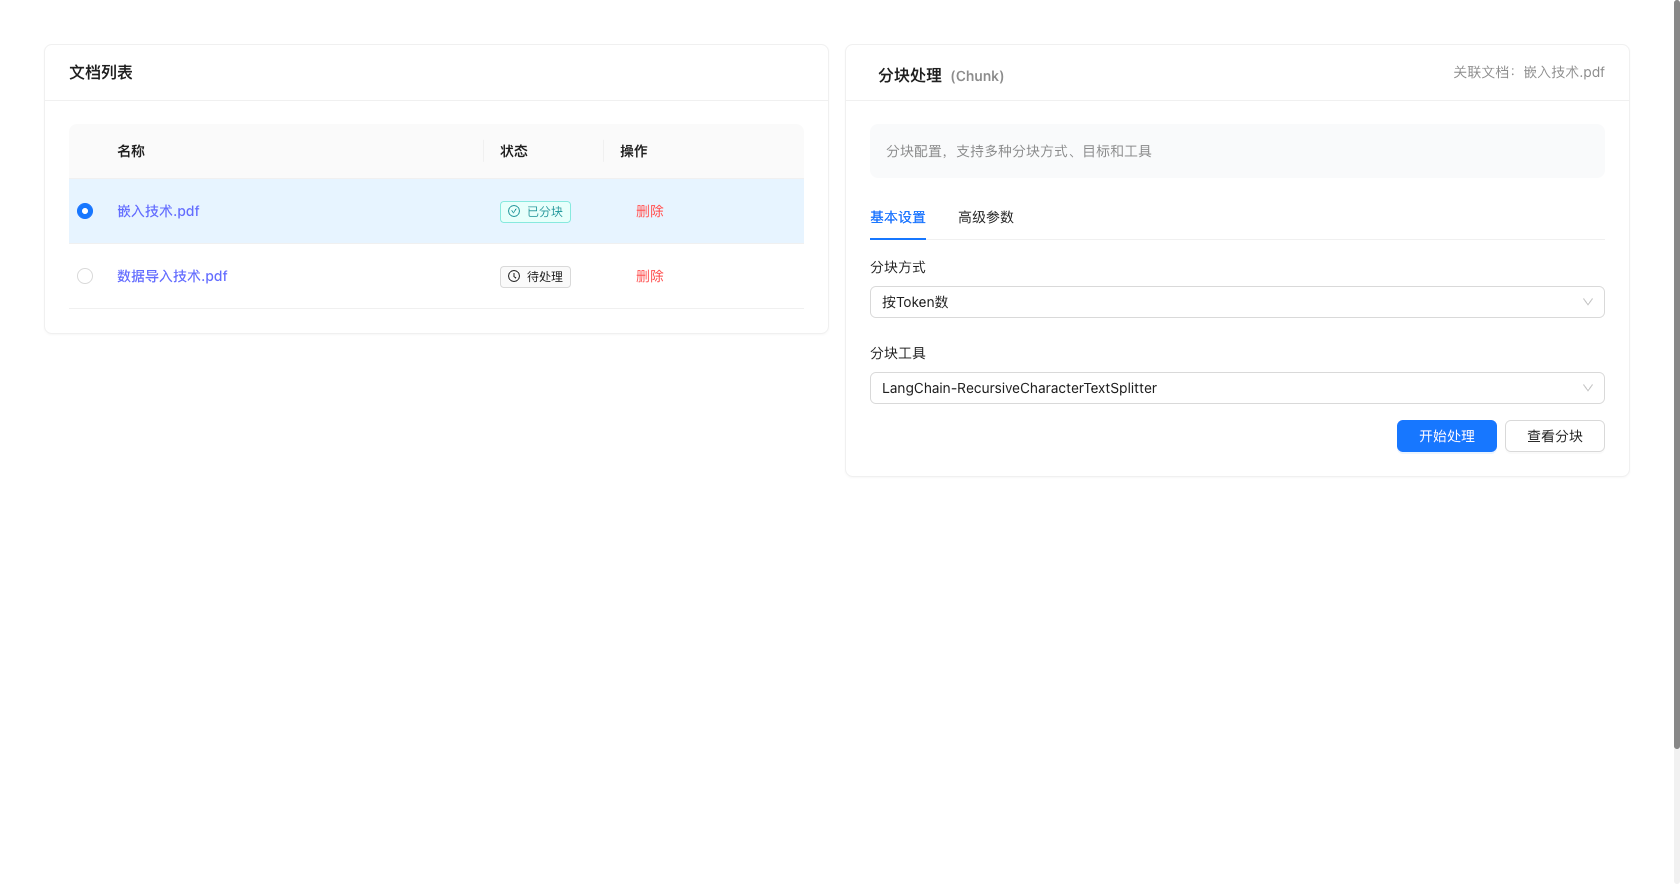 文档列表
名称 状态 操作
嵌入技术.pdf 已分块 删除
数据导入技术.pdf 待处理 删除
分块处理 (Chunk) 关联文档：嵌入技术.pdf
分块配置，支持多种分块方式、目标和工具
基本设置 高级参数
分块方式
按Token数
分块工具
LangChain-RecursiveCharacterTextSplitter
开始处理 查看分块